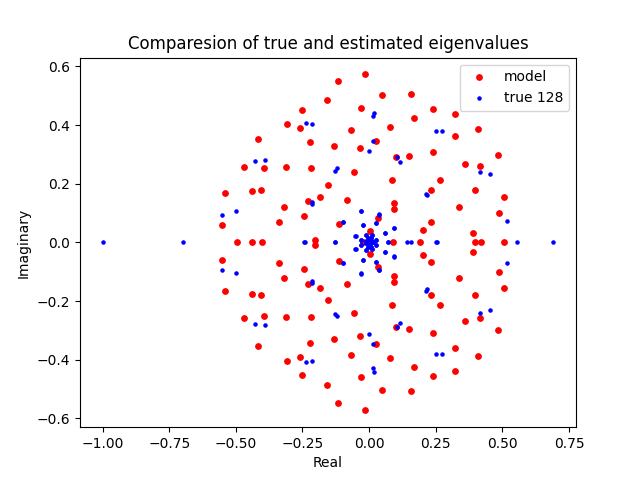 Comparesion of true and estimated eigenvalues
model
true 128
Imaginary
0.6
0.4
0.2
0.0
−0.2
−0.4
−0.6
−1.00 −0.75 −0.50 −0.25 0.00 0.25 0.50 0.75
Real